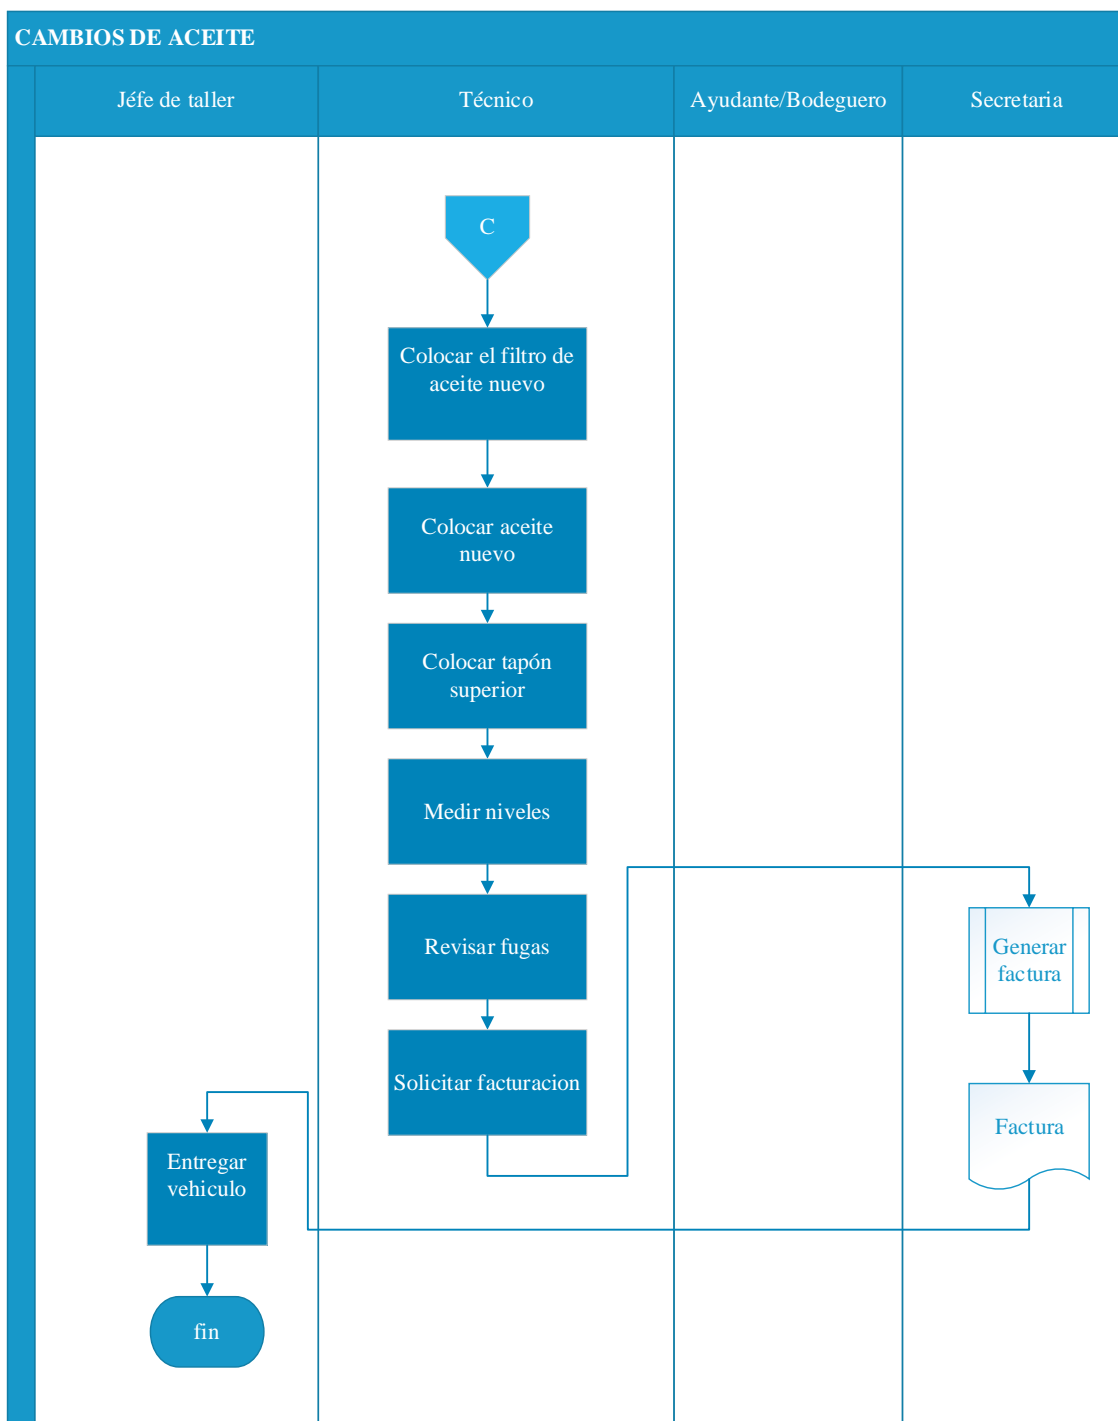 CAMBIOS DE ACEITE
Jéfe de taller
Técnico
Ayudante/Bodeguero
Secretaria
C
Colocar el filtro de
aceite nuevo
Colocar aceite
nuevo
Colocar tapón
superior
Medir niveles
Revisar fugas
Solicitar facturacion
Generar
factura
Factura
Entregar
vehiculo
fin